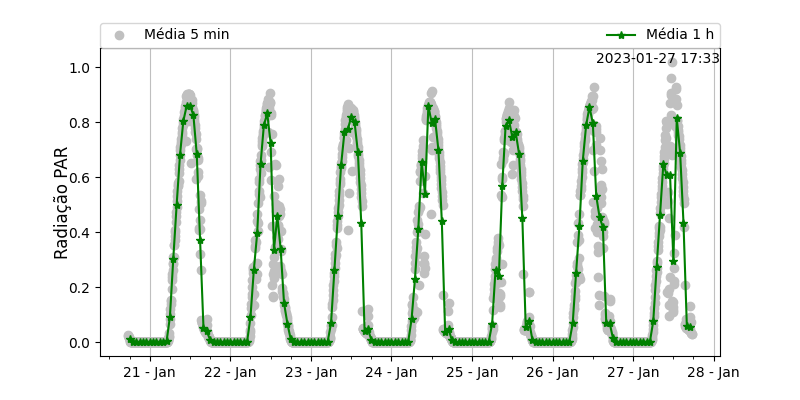 Média 5 min
Média 1 h
2023-01-27 17:33
Radiação PAR
1.0
0.8
0.6
0.4
0.2
0.0
21 - Jan
22 - Jan
23 - Jan
24 - Jan
25 - Jan
26 - Jan
27 - Jan
28 - Jan